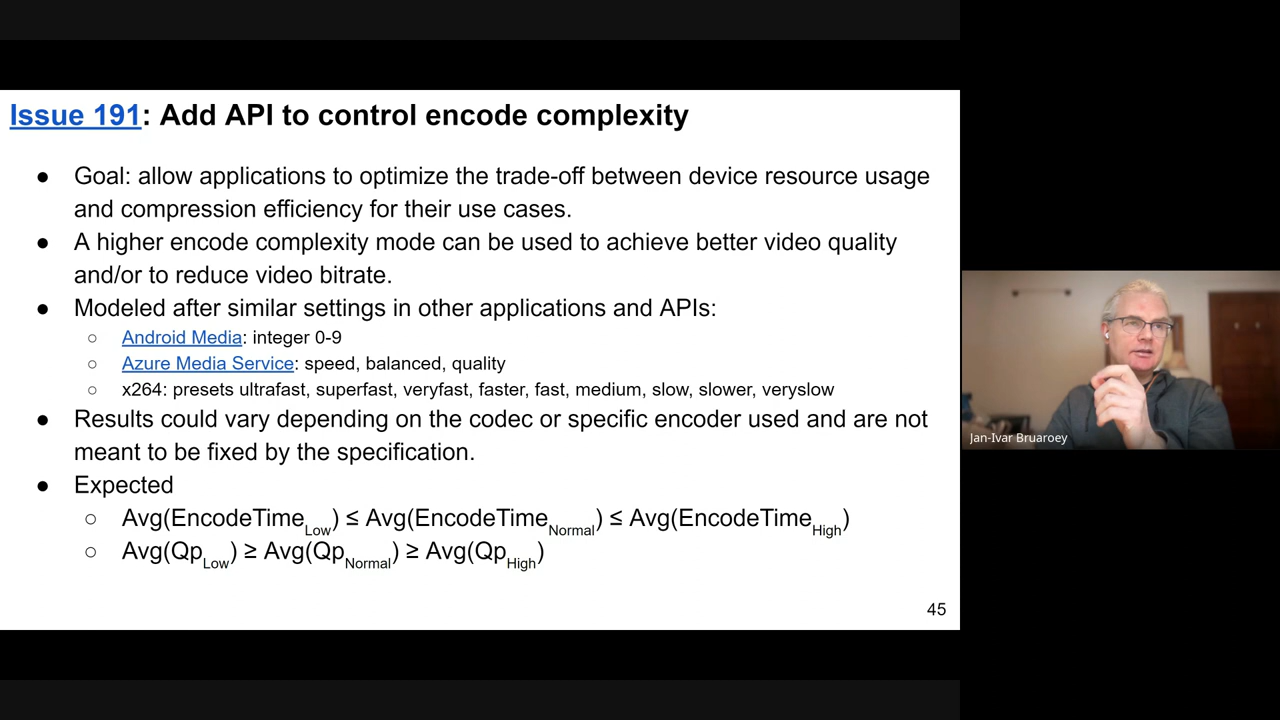 Issue 191: Add API to control encode complexity
● Goal: allow applications to optimize the trade-off between device resource usage
and compression efficiency for their use cases.
● A higher encode complexity mode can be used to achieve better video quality
and/or to reduce video bitrate.
● Modeled after similar settings in other applications and APIs:
○ Android Media: integer 0-9
○ Azure Media Service: speed, balanced, quality
○ x264: presets ultrafast, superfast, veryfast, faster, fast, medium, slow, slower, veryslow
● Results could vary depending on the codec or specific encoder used and are not
meant to be fixed by the specification.
● Expected
○ Avg(EncodeTimeLow) ≤ Avg(EncodeTimeNormal) ≤ Avg(EncodeTimeHigh)
○ Avg(QpLow) ≥ Avg(QpNormal) ≥ Avg(QpHigh)
45
Jan-Ivar Bruaroey